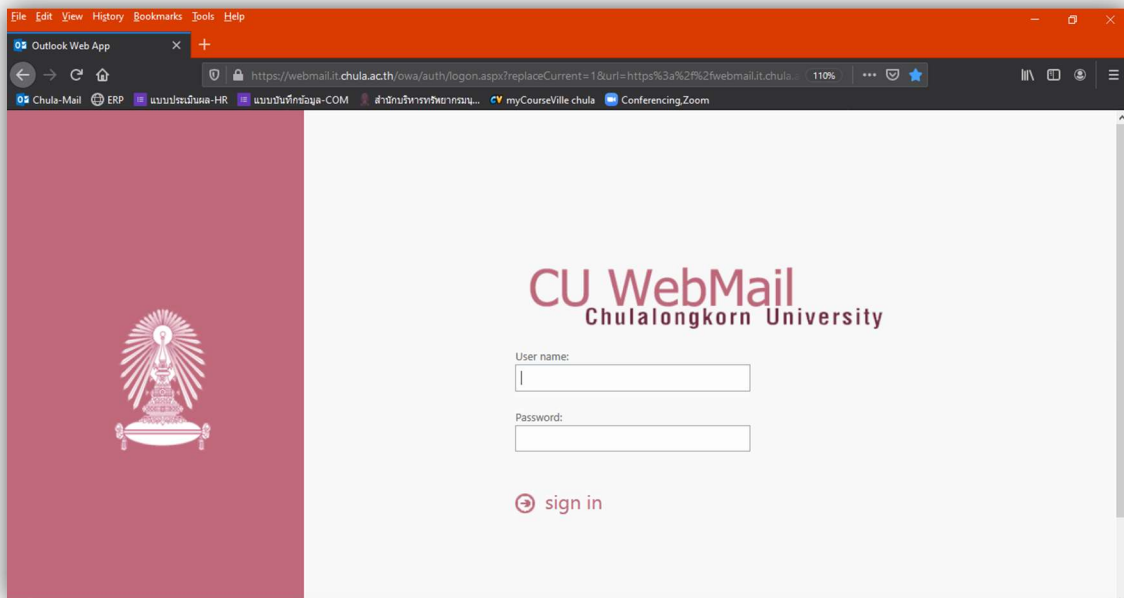 File Edit View History Bookmarks Tools Help
Outlook Web App
https://webmail.it.chula.ac.th/owa/auth/logon.aspx?replaceCurrent=1&url=https%3a%2f%2fwebmail.it.chula. 110%
Chula-Mail ERP แบบประเมินผล-HR แบบบันทึกข้อมูล-COM สำนักบริหารทรัพยากรมนุ... CV myCourseVille chula Conferencing,Zoom
CU WebMail
Chulalongkorn University
User name:
Password:
sign in